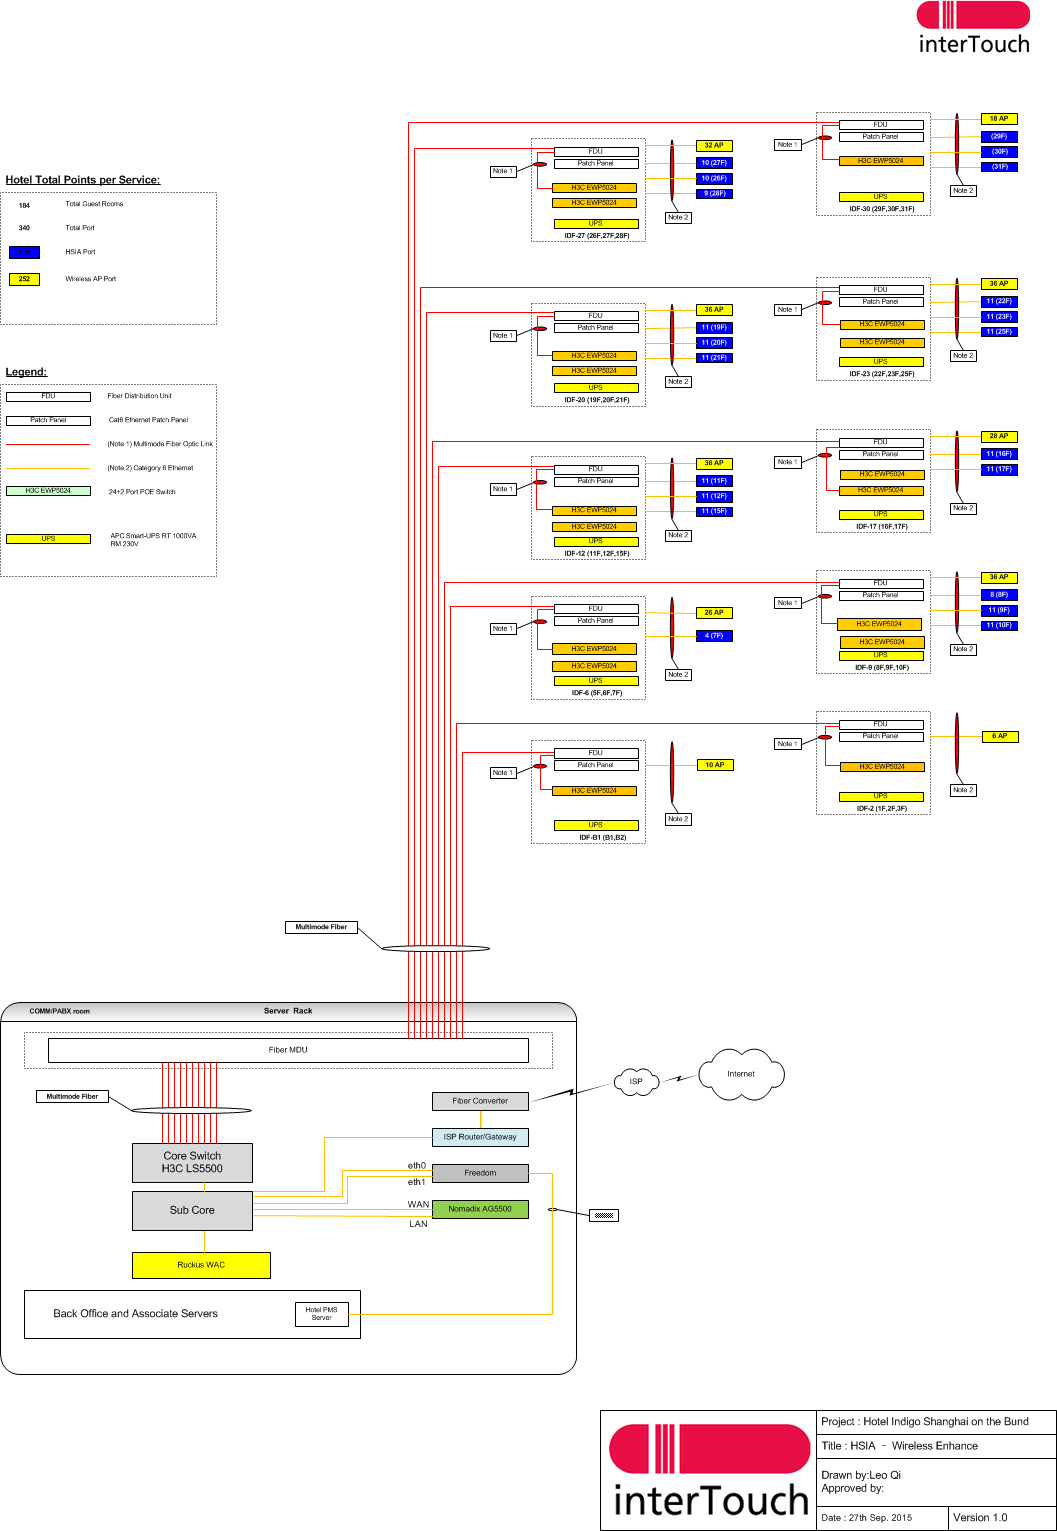 interTouch
Hotel Total Points per Service:
184 Total Guest Rooms
340 Total Port
HSIA Port
252 Wireless AP Port
Legend:
FDU Fiber Distribution Unit
Patch Panel Cat6 Ethernet Patch Panel
(Note 1) Multimode Fiber Optic Link
(Note 2) Category 6 Ethernet
H3C EWP5024 24+2 Port POE Switch
UPS APC Smart-UPS RT 1000VA
RM 230V
FDU
Patch Panel
H3C EWP5024
H3C EWP5024
UPS
IDF-27 (26F,27F,28F)
Note 1
32 AP
10 (27F)
10 (26F)
9 (28F)
Note 2
FDU
Patch Panel
H3C EWP5024
UPS
IDF-30 (29F,30F,31F)
Note 1
18 AP
(29F)
(30F)
(31F)
Note 2
FDU
Patch Panel
H3C EWP5024
H3C EWP5024
UPS
IDF-20 (19F,20F,21F)
Note 1
36 AP
11 (19F)
11 (20F)
11 (21F)
Note 2
FDU
Patch Panel
H3C EWP5024
H3C EWP5024
UPS
IDF-23 (22F,23F,25F)
Note 1
36 AP
11 (22F)
11 (23F)
11 (25F)
Note 2
FDU
Patch Panel
H3C EWP5024
H3C EWP5024
UPS
IDF-12 (11F,12F,15F)
Note 1
36 AP
11 (11F)
11 (12F)
11 (15F)
Note 2
FDU
Patch Panel
H3C EWP5024
H3C EWP5024
UPS
IDF-17 (16F,17F)
Note 1
28 AP
11 (16F)
11 (17F)
Note 2
FDU
Patch Panel
H3C EWP5024
H3C EWP5024
UPS
IDF-6 (5F,6F,7F)
Note 1
26 AP
4 (7F)
Note 2
FDU
Patch Panel
H3C EWP5024
H3C EWP5024
UPS
IDF-9 (8F,9F,10F)
Note 1
36 AP
8 (8F)
11 (9F)
11 (10F)
Note 2
FDU
Patch Panel
H3C EWP5024
UPS
IDF-B1 (B1,B2)
Note 1
10 AP
Note 2
FDU
Patch Panel
H3C EWP5024
UPS
IDF-2 (1F,2F,3F)
Note 1
6 AP
Note 2
Multimode Fiber
COMM/PABX room
Server Rack
Fiber MDU
Multimode Fiber
Core Switch
H3C LS5500
Sub Core
Ruckus WAC
Fiber Converter
ISP Router/Gateway
eth0
eth1
Freedom
WAN
LAN
Nomadix AG5500
ISP
Internet
Back Office and Associate Servers
Hotel PMS
Server
interTouch
Project : Hotel Indigo Shanghai on the Bund
Title : HSIA - Wireless Enhance
Drawn by:Leo Qi
Approved by:
Date : 27th Sep. 2015
Version 1.0